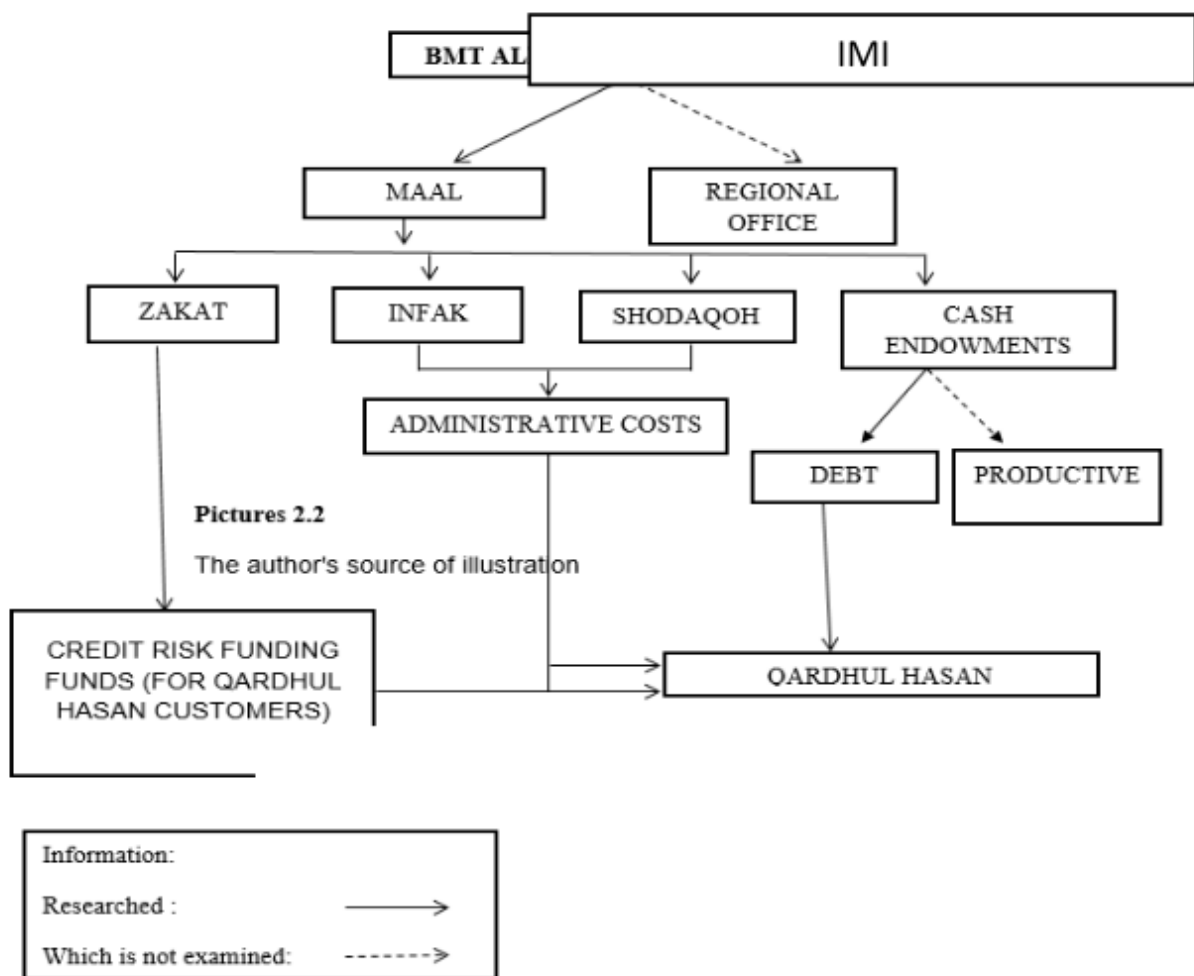 BMT AL
IMI
MAAL
REGIONAL
OFFICE
ZAKAT
INFAK
SHODAQOH
CASH
ENDOWMENTS
ADMINISTRATIVE COSTS
DEBT
PRODUCTIVE
Pictures 2.2
The author's source of illustration
CREDIT RISK FUNDING
FUNDS (FOR QARDHUL
HASAN CUSTOMERS)
QARDHUL HASAN
Information:
Researched :
Which is not examined: